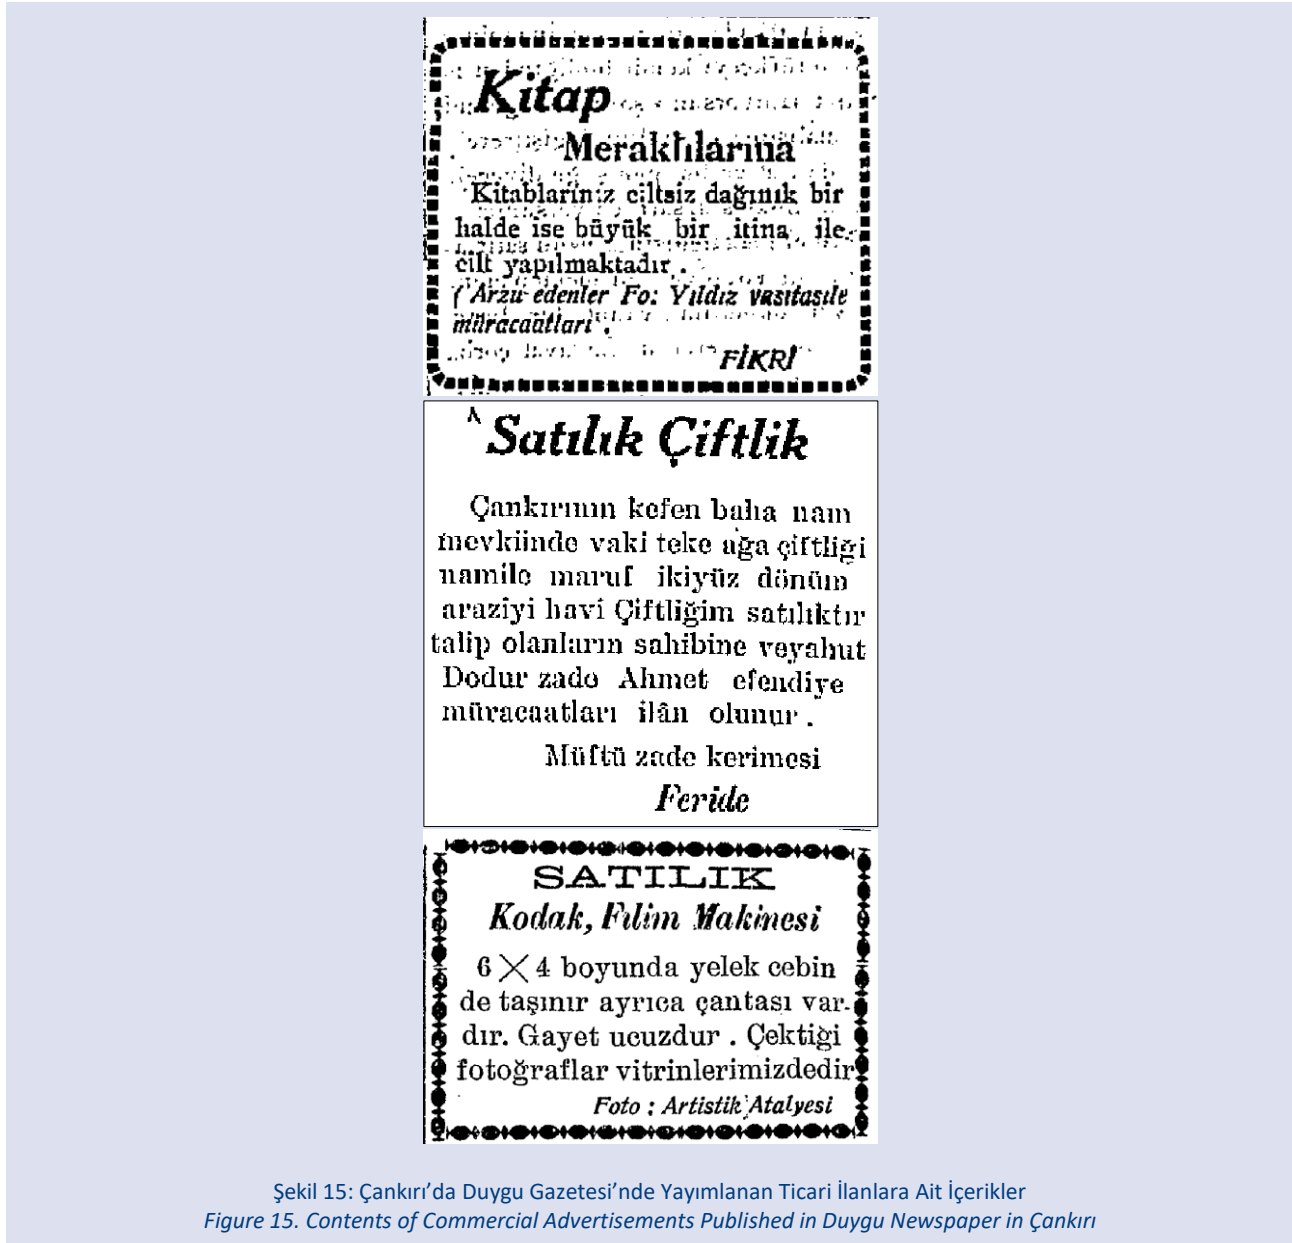 Kitap
Meraklılarına
Kitablarınız ciltsiz dağınık bir
halde ise büyük bir itina ile
cilt yapılmaktadır.
( Arzu edenler Fo: Yıldız vasıtasile
müracaatları .
FİKRİ
Satılık Çiftlik
Çankırının kefen baha nam
mevkiinde vaki teke ağa çiftliği
namile maruf ikiyüz dönüm
araziyi havi Çiftliğim satılıktır
talip olanların sahibine veyahut
Dodur zade Ahmet efendiye
müracaatları ilân olunur .
Müftü zade kerimesi
Feride
SATILIK
Kodak, Fılim Makinesi
6 X 4 boyunda yelek cebin
de taşınır ayrıca çantası var-
dır. Gayet ucuzdur . Çektiği
fotoğraflar vitrinlerimizdedir
Foto : Artistik Atalyesi
Şekil 15: Çankırı’da Duygu Gazetesi’nde Yayımlanan Ticari İlanlara Ait İçerikler
Figure 15. Contents of Commercial Advertisements Published in Duygu Newspaper in Çankırı